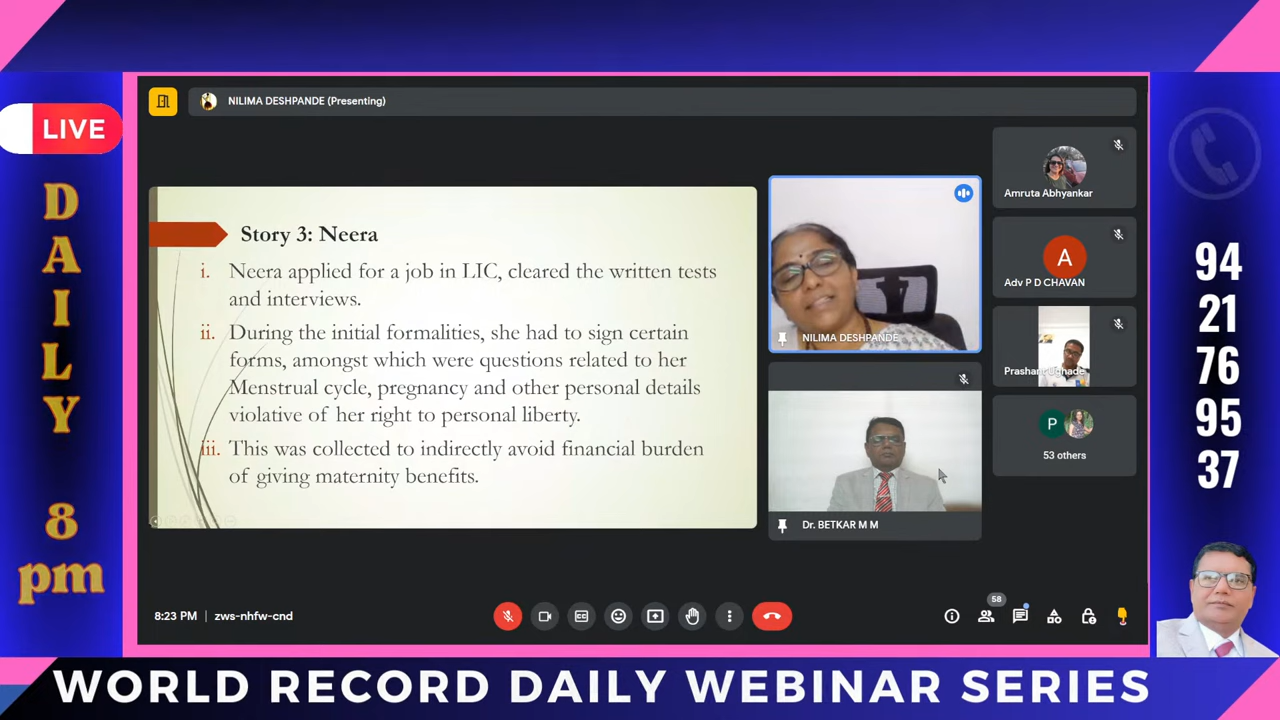 LIVE
DAILY
8
pm
NILIMA DESHPANDE (Presenting)
Story 3: Neera
i. Neera applied for a job in LIC, cleared the written tests
and interviews.
ii. During the initial formalities, she had to sign certain
forms, amongst which were questions related to her
Menstrual cycle, pregnancy and other personal details
violative of her right to personal liberty.
iii. This was collected to indirectly avoid financial burden
of giving maternity benefits.
NILIMA DESHPANDE
Dr. BETKAR M M
Amruta Abhyankar
A
Adv P D CHAVAN
Prashant Ughade
P
53 others
94
21
76
95
37
8:23 PM | zws-nhfw-cnd
58
WORLD RECORD DAILY WEBINAR SERIES